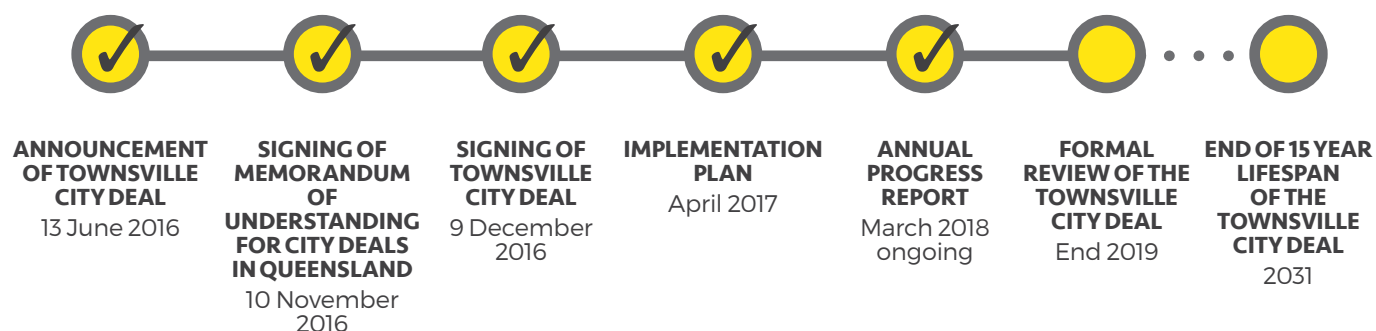 ANNOUNCEMENT
OF TOWNSVILLE
CITY DEAL
13 June 2016
SIGNING OF
MEMORANDUM
OF
UNDERSTANDING
FOR CITY DEALS
IN QUEENSLAND
10 November
2016
SIGNING OF
TOWNSVILLE
CITY DEAL
9 December
2016
IMPLEMENTATION
PLAN
April 2017
ANNUAL
PROGRESS
REPORT
March 2018
ongoing
FORMAL
REVIEW OF THE
TOWNSVILLE
CITY DEAL
End 2019
END OF 15 YEAR
LIFESPAN
OF THE
TOWNSVILLE
CITY DEAL
2031